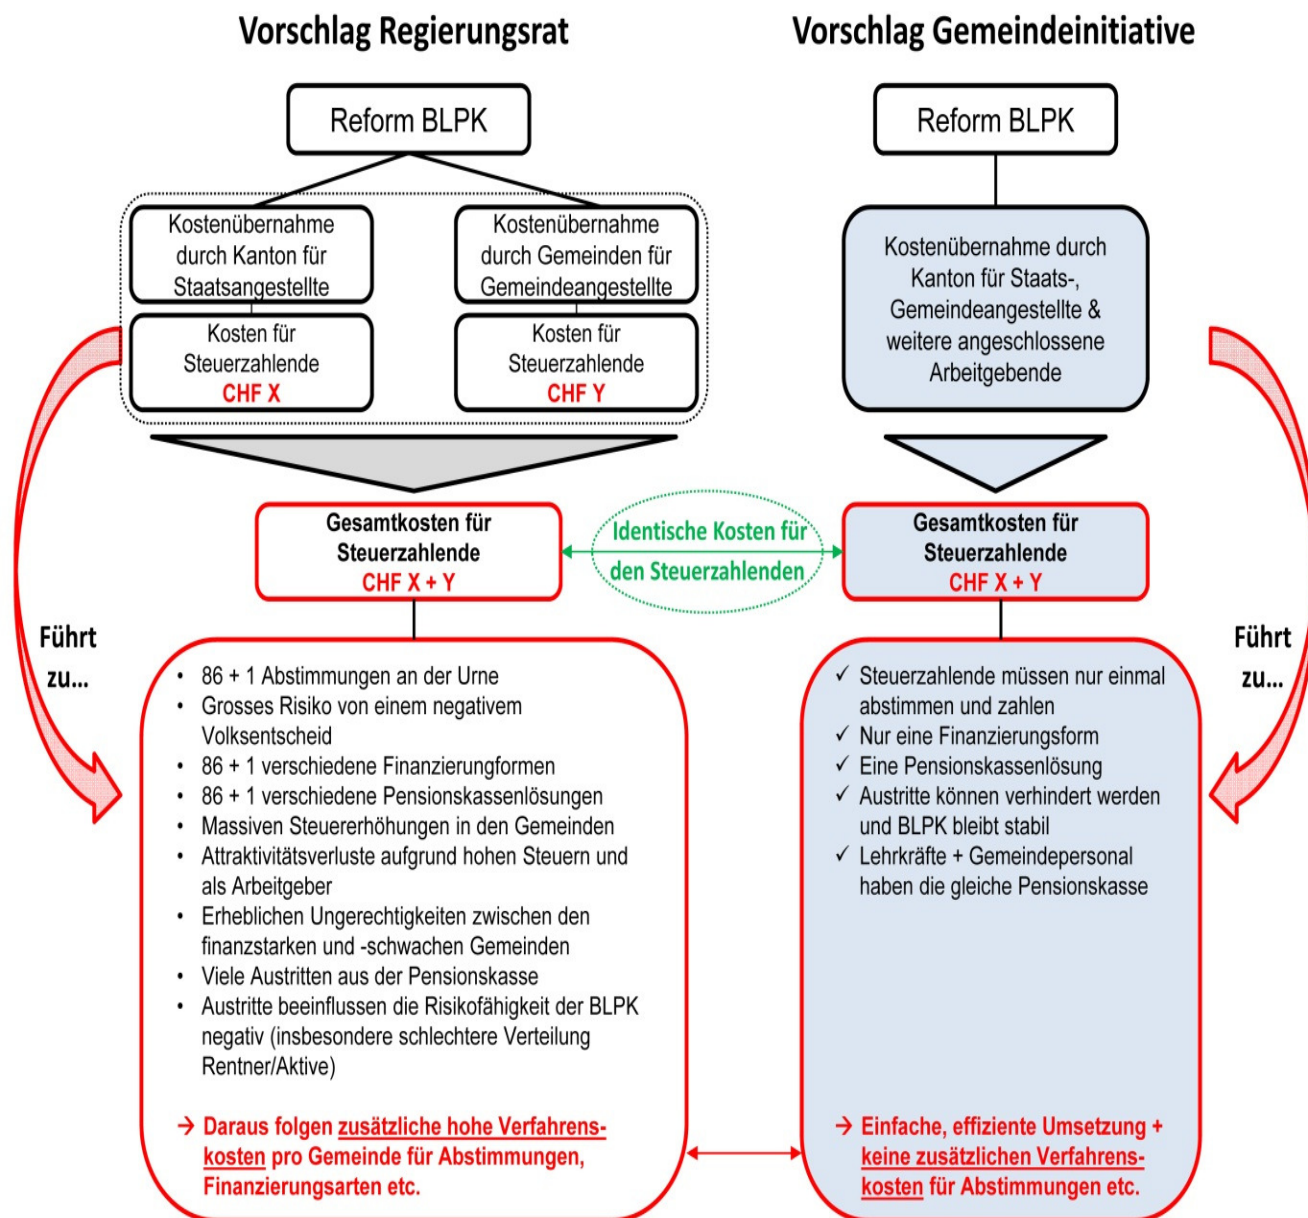 Vorschlag Regierungsrat
Reform BLPK
Kostenübernahme
durch Kanton für
Staatsangestellte
Kostenübernahme
durch Gemeinden für
Gemeindeangestellte
Kosten für
Steuerzahlende
CHF X
Kosten für
Steuerzahlende
CHF Y
Gesamtkosten für
Steuerzahlende
CHF X + Y
Führt
zu...
• 86 + 1 Abstimmungen an der Urne
• Grosses Risiko von einem negativem
Volksentscheid
• 86 + 1 verschiedene Finanzierungformen
• 86 + 1 verschiedene Pensionskassenlösungen
• Massiven Steuererhöhungen in den Gemeinden
• Attraktivitätsverluste aufgrund hohen Steuern und
als Arbeitgeber
• Erheblichen Ungerechtigkeiten zwischen den
finanzstarken und -schwachen Gemeinden
• Viele Austritten aus der Pensionskasse
• Austritte beeinflussen die Risikofähigkeit der BLPK
negativ (insbesondere schlechtere Verteilung
Rentner/Aktive)
→ Daraus folgen zusätzliche hohe Verfahrens-
kosten pro Gemeinde für Abstimmungen,
Finanzierungsarten etc.
Identische Kosten für
den Steuerzahlenden
Vorschlag Gemeindeinitiative
Reform BLPK
Kostenübernahme durch
Kanton für Staats-,
Gemeindeangestellte &
weitere angeschlossene
Arbeitgebende
Gesamtkosten für
Steuerzahlende
CHF X + Y
Führt
zu...
✓ Steuerzahlende müssen nur einmal
abstimmen und zahlen
✓ Nur eine Finanzierungsform
✓ Eine Pensionskassenlösung
✓ Austritte können verhindert werden
und BLPK bleibt stabil
✓ Lehrkräfte + Gemeindepersonal
haben die gleiche Pensionskasse
→ Einfache, effiziente Umsetzung +
keine zusätzlichen Verfahrens-
kosten für Abstimmungen etc.